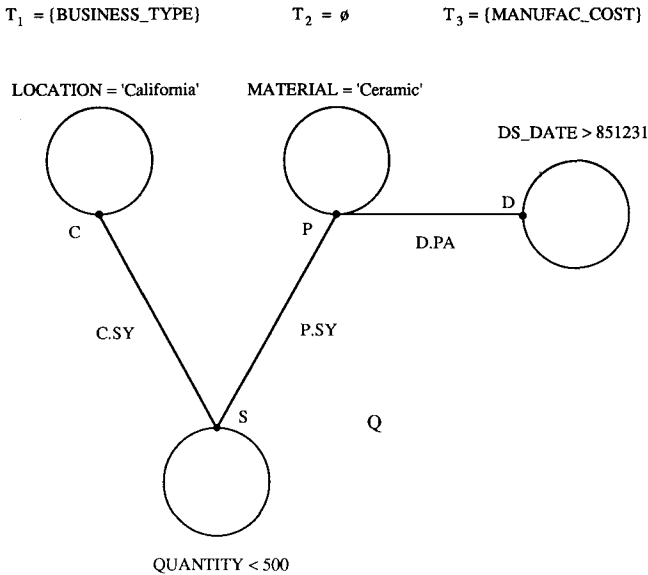 T1 = {BUSINESS_TYPE} T2 = ø T3 = {MANUFAC_COST}
LOCATION = 'California' MATERIAL = 'Ceramic'
DS_DATE > 851231
C P D
D.PA
C.SY P.SY
S Q
QUANTITY < 500